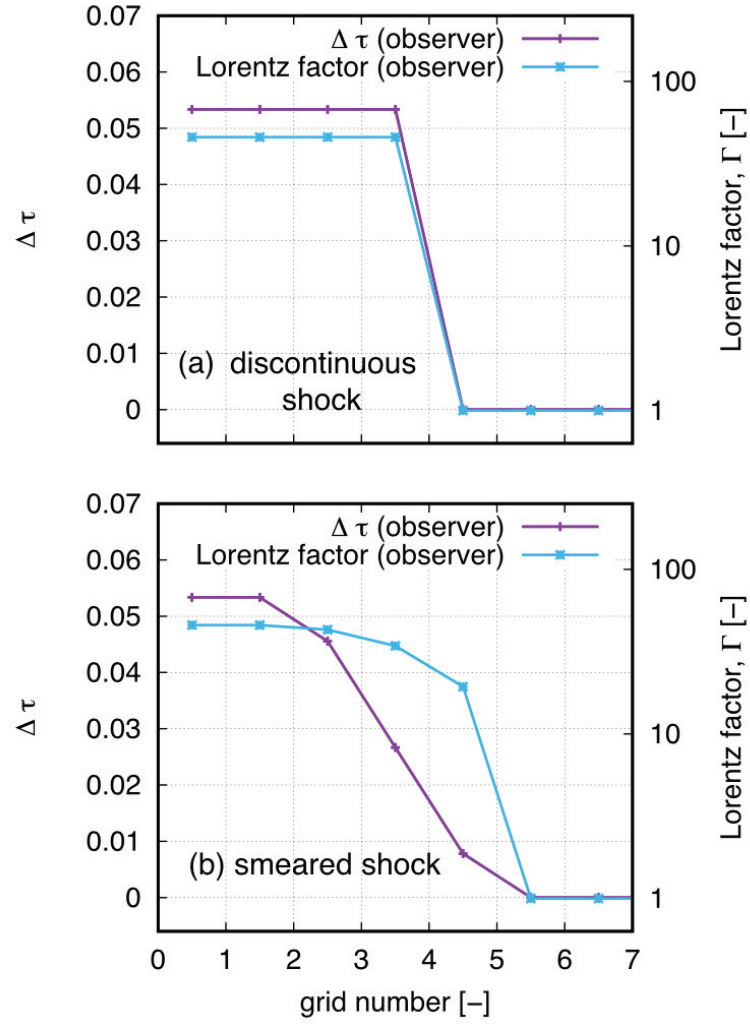 0.07
0.06
0.05
0.04
0.03
0.02
0.01
0
Δ τ
Δ τ (observer)
Lorentz factor (observer)
100
10
1
Lorentz factor, Γ [−]
(a) discontinuous
shock
0.07
0.06
0.05
0.04
0.03
0.02
0.01
0
Δ τ
Δ τ (observer)
Lorentz factor (observer)
100
10
1
Lorentz factor, Γ [−]
(b) smeared shock
0 1 2 3 4 5 6 7
grid number [−]